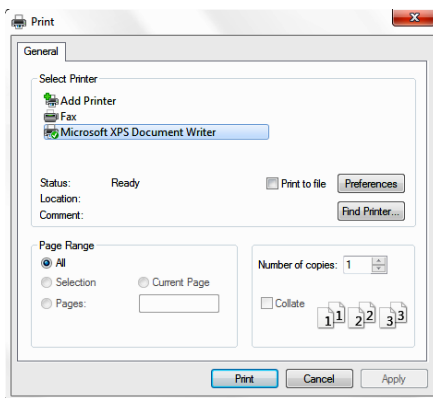 Print
General
Select Printer
Add Printer
Fax
Microsoft XPS Document Writer
Status: Ready
Print to file Preferences
Location:
Comment:
Find Printer...
Page Range
All
Selection Current Page
Pages:
Number of copies: 1
Collate
1 1 2 2 3 3
Print Cancel Apply